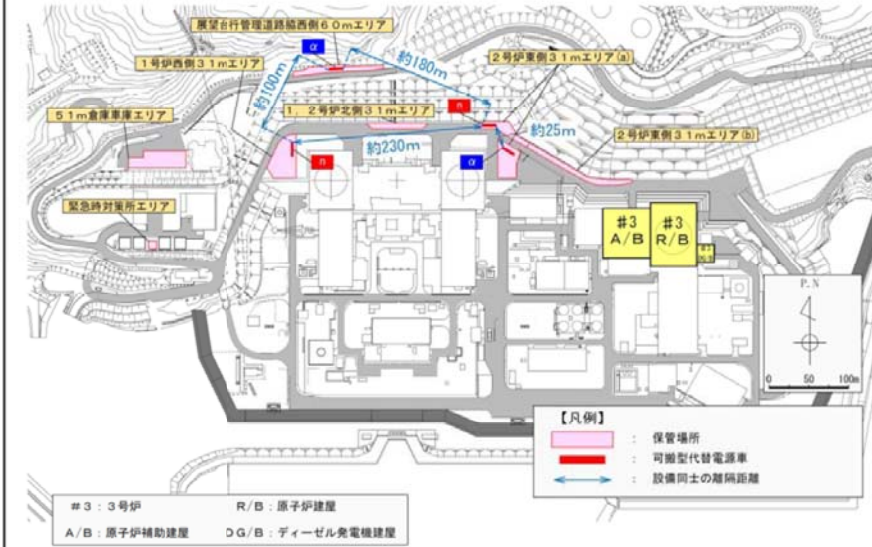 展望台行管理道路脇西側60mエリア
α
1号炉西側31mエリア
約180m
2号炉東側31mエリア(a)
約100m
n
51m倉庫車庫エリア
1,2号炉北側31mエリア
約25m
2号炉東側31mエリア(b)
約230m
n
α
緊急時対策所エリア
#3
A/B
#3
R/B
P.N
0 50 100m
【凡例】
: 保管場所
: 可搬型代替電源車
: 設備同士の離隔距離
#3:3号炉
R/B:原子炉建屋
A/B:原子炉補助建屋
DG/B:ディーゼル発電機建屋